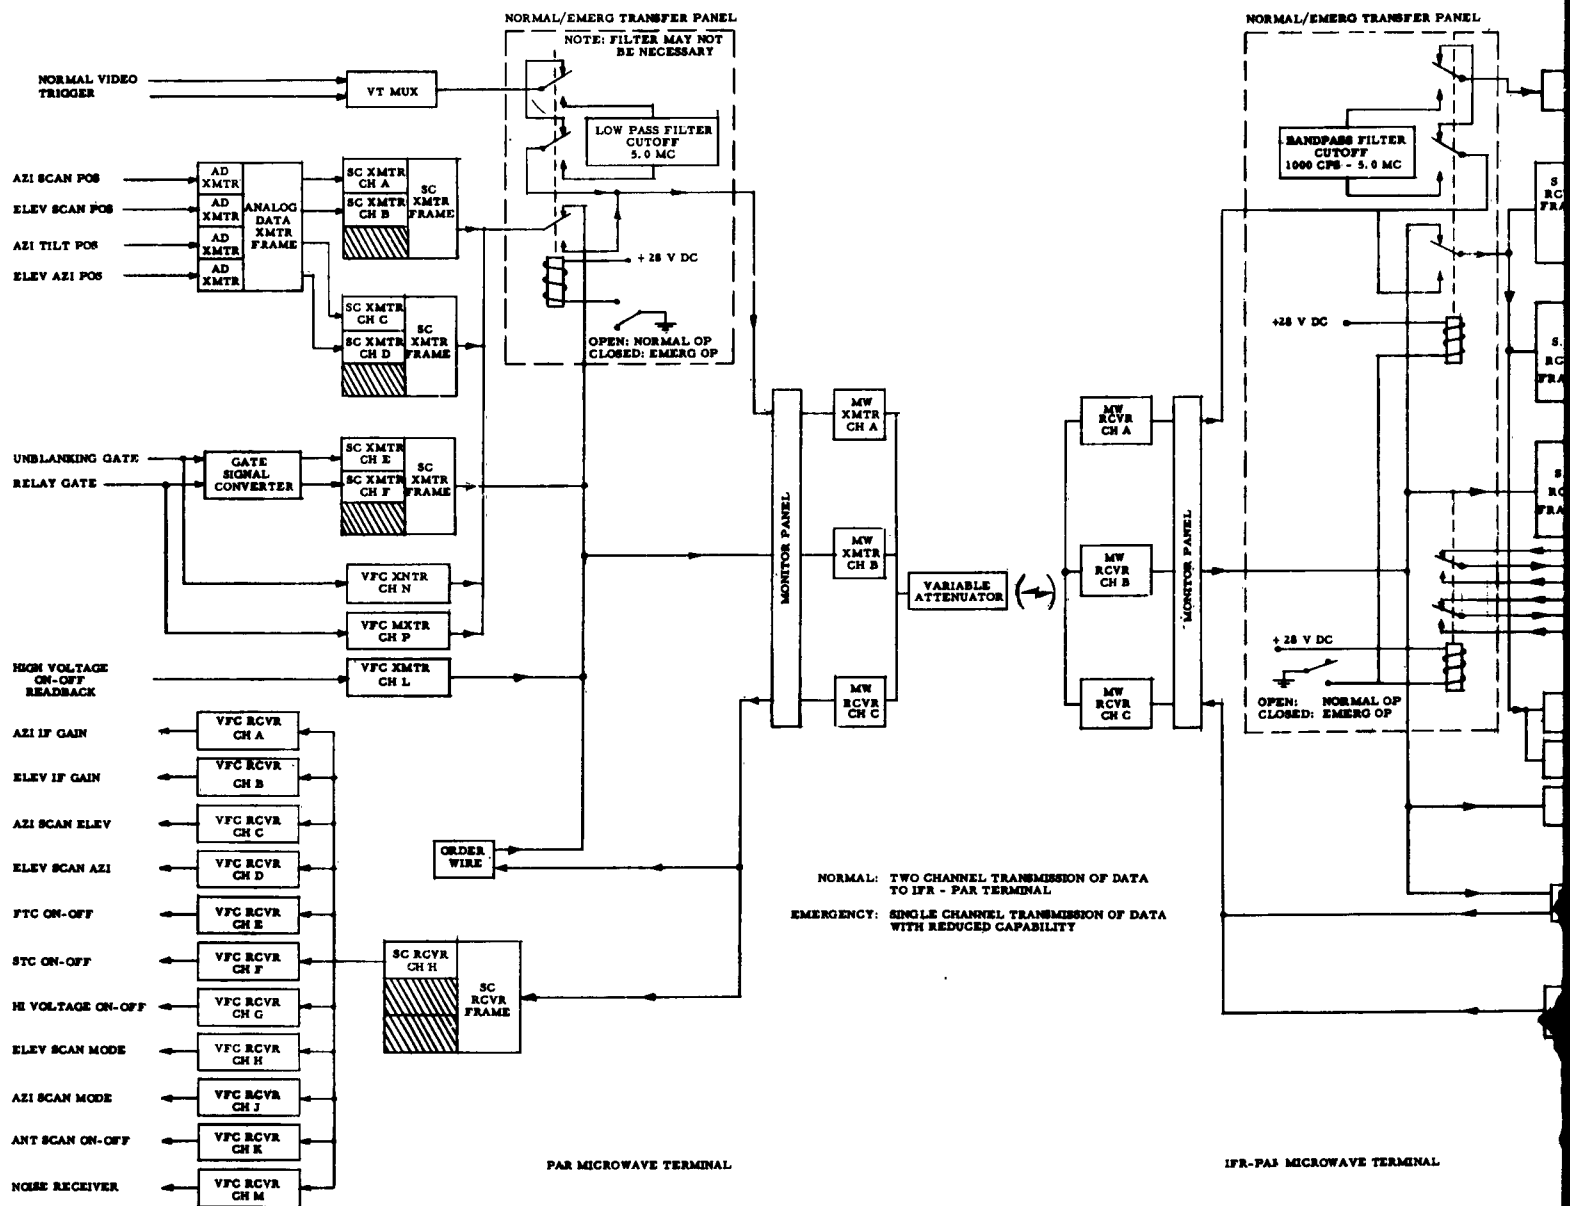 NORMAL/EMERG TRANSFER PANEL
NOTE: FILTER MAY NOT
BE NECESSARY
NORMAL VIDEO
TRIGGER
VT MUX
LOW PASS FILTER
CUTOFF
5.0 MC
AZI SCAN POS
ELEV SCAN POS
AZI TILT POS
ELEV AZI POS
AD
XMTR
AD
XMTR
AD
XMTR
AD
XMTR
ANALOG
DATA
XMTR
FRAME
SC XMTR
CH A
SC XMTR
CH B
SC
XMTR
FRAME
SC XMTR
CH C
SC XMTR
CH D
SC
XMTR
FRAME
+ 28 V DC
OPEN: NORMAL OP
CLOSED: EMERG OP
UNBLANKING GATE
RELAY GATE
GATE
SIGNAL
CONVERTER
SC XMTR
CH E
SC XMTR
CH F
SC
XMTR
FRAME
VFC XNTR
CH N
VFC MXTR
CH P
HIGH VOLTAGE
ON-OFF
READBACK
VFC XMTR
CH L
AZI IF GAIN
VFC RCVR
CH A
ELEV IF GAIN
VFC RCVR
CH B
AZI SCAN ELEV
VFC RCVR
CH C
ELEV SCAN AZI
VFC RCVR
CH D
FTC ON-OFF
VFC RCVR
CH E
STC ON-OFF
VFC RCVR
CH F
HI VOLTAGE ON-OFF
VFC RCVR
CH G
ELEV SCAN MODE
VFC RCVR
CH H
AZI SCAN MODE
VFC RCVR
CH J
ANT SCAN ON-OFF
VFC RCVR
CH K
NOISE RECEIVER
VFC RCVR
CH M
ORDER
WIRE
SC RCVR
CH H
SC
RCVR
FRAME
MONITOR PANEL
MW
XMTR
CH A
MW
XMTR
CH B
MW
RCVR
CH C
VARIABLE
ATTENUATOR
MW
RCVR
CH A
MW
RCVR
CH B
MW
RCVR
CH C
MONITOR PANEL
NORMAL/EMERG TRANSFER PANEL
BANDPASS FILTER
CUTOFF
1000 CPS - 5.0 MC
+28 V DC
+ 28 V DC
OPEN: NORMAL OP
CLOSED: EMERG OP
S
RC
FRA
S.
RC
FRA
S.
RC
FRA
NORMAL: TWO CHANNEL TRANSMISSION OF DATA
TO IFR - PAR TERMINAL
EMERGENCY: SINGLE CHANNEL TRANSMISSION OF DATA
WITH REDUCED CAPABILITY
PAR MICROWAVE TERMINAL
IFR-PAR MICROWAVE TERMINAL